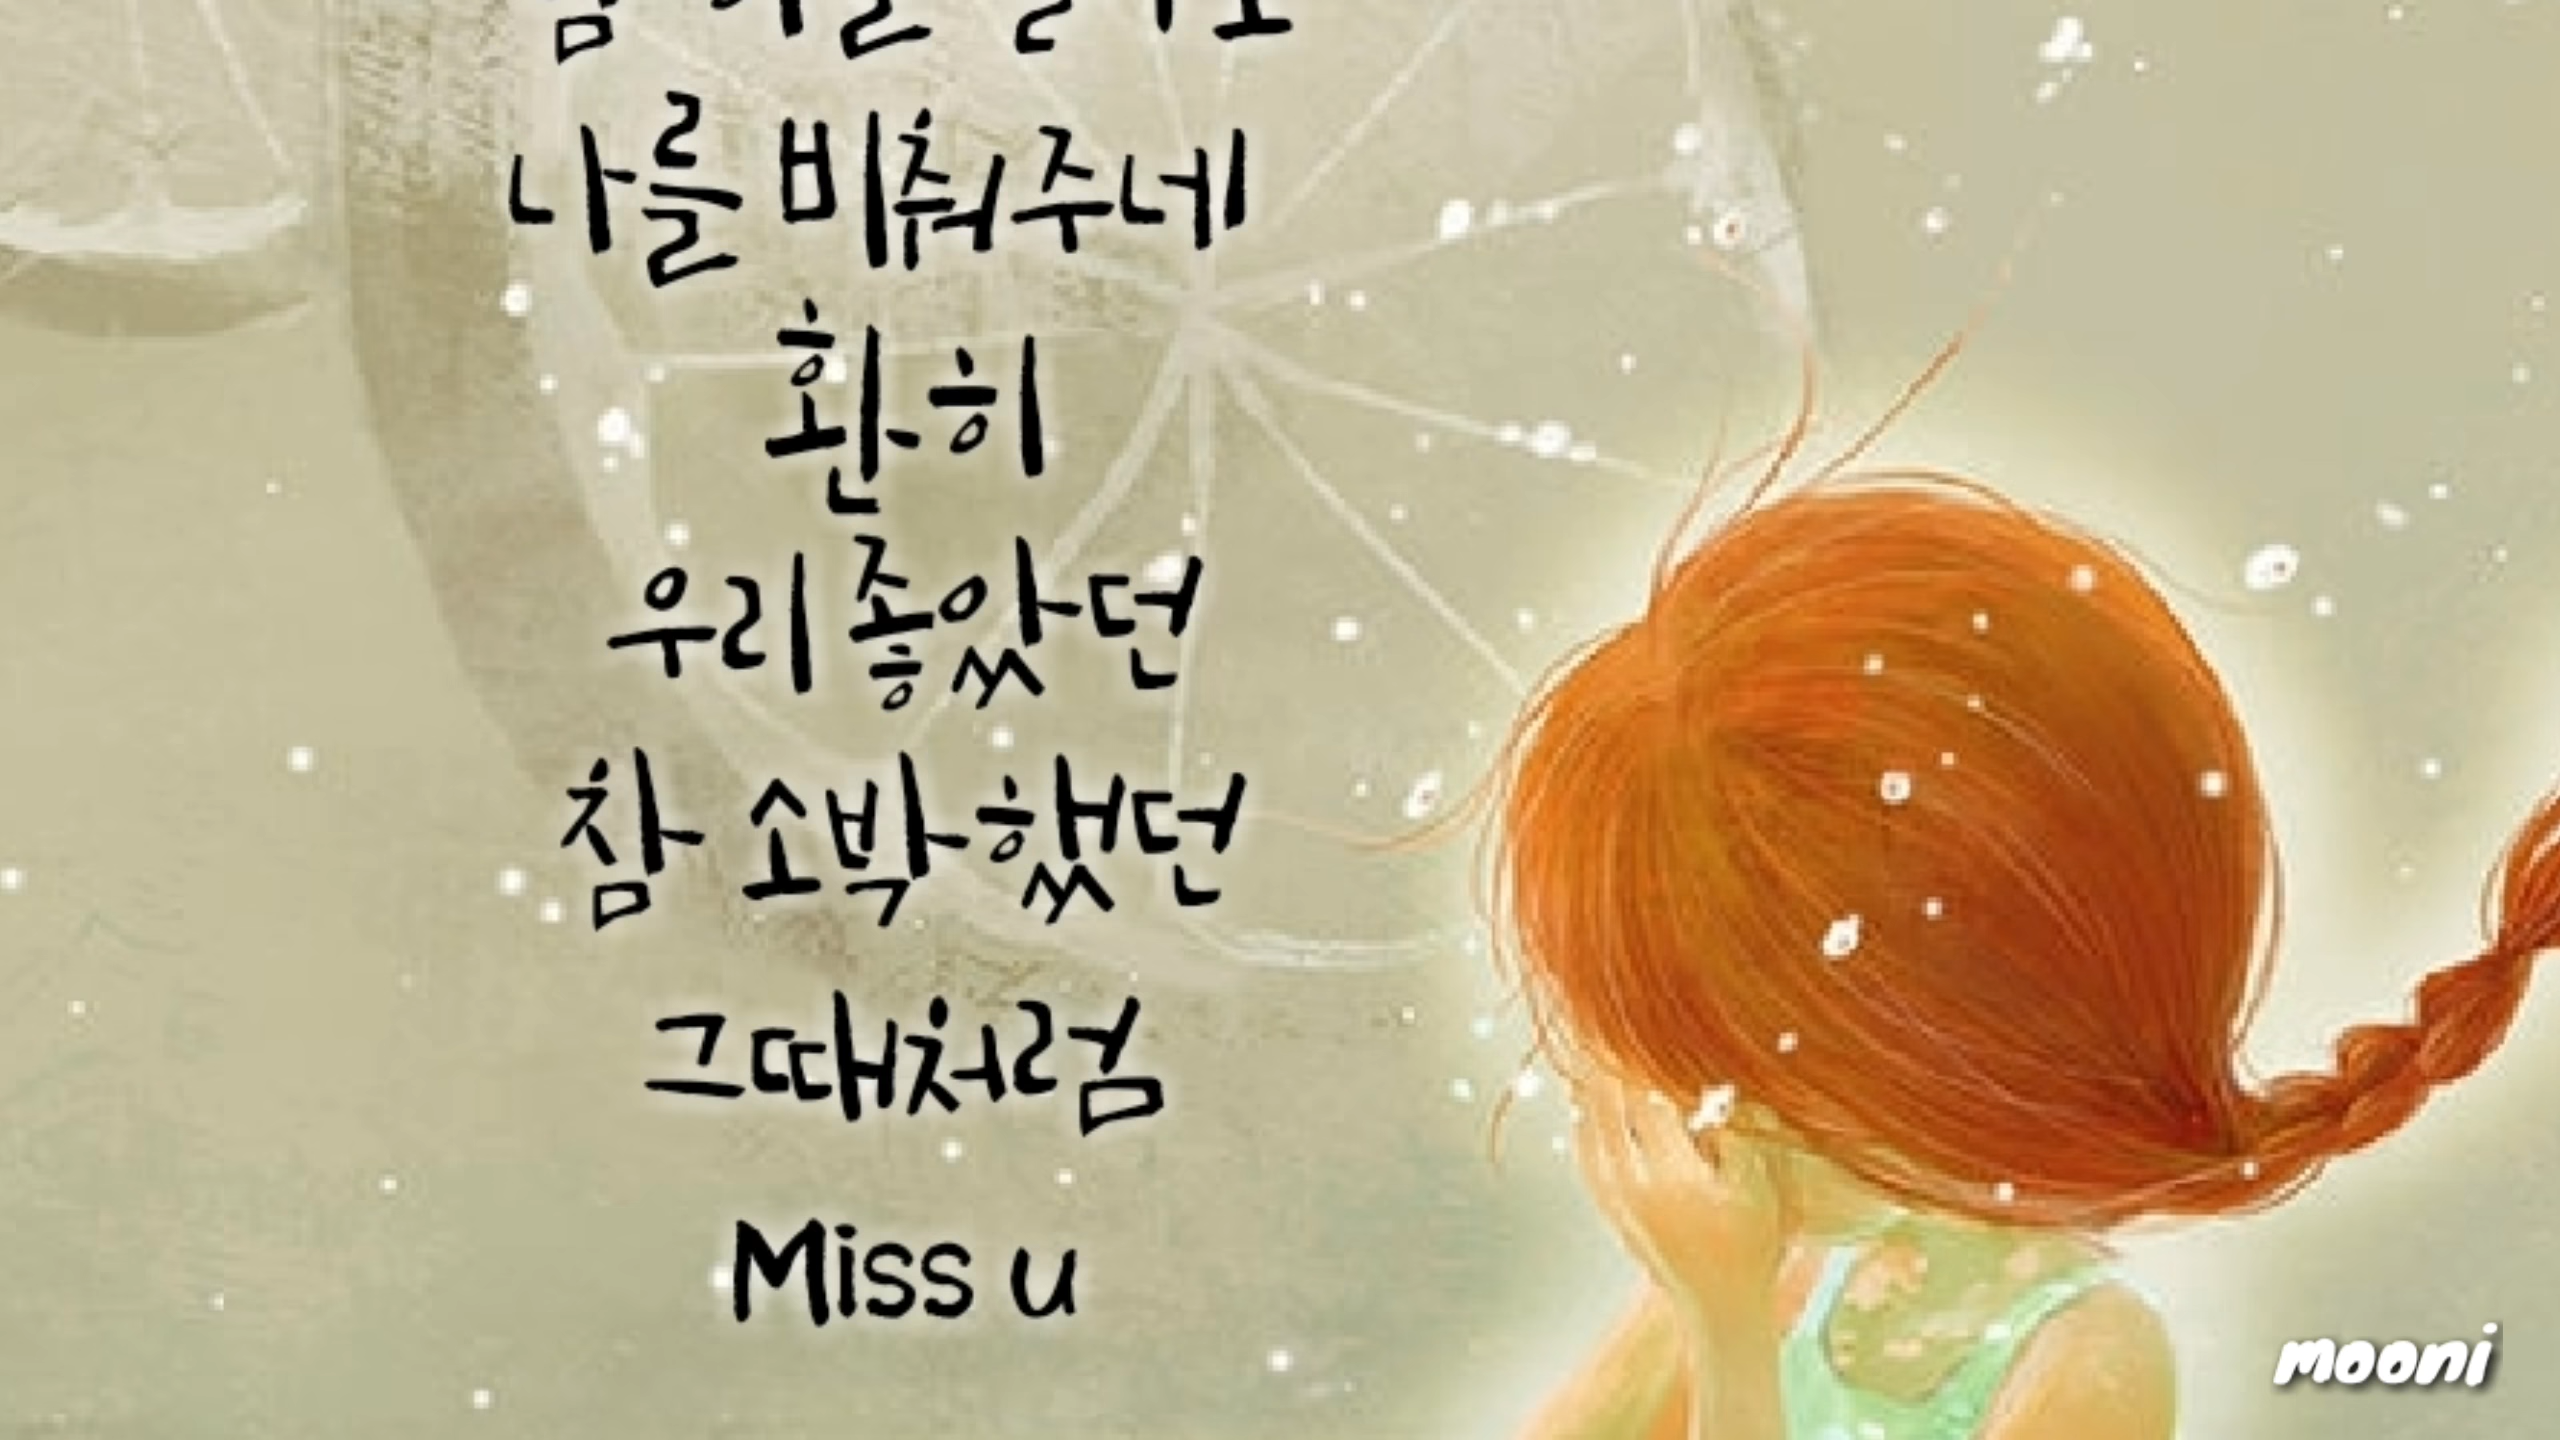 나를 비춰주네
환히
우리 좋았던
참 소박했던
그때처럼
Miss u
mooni